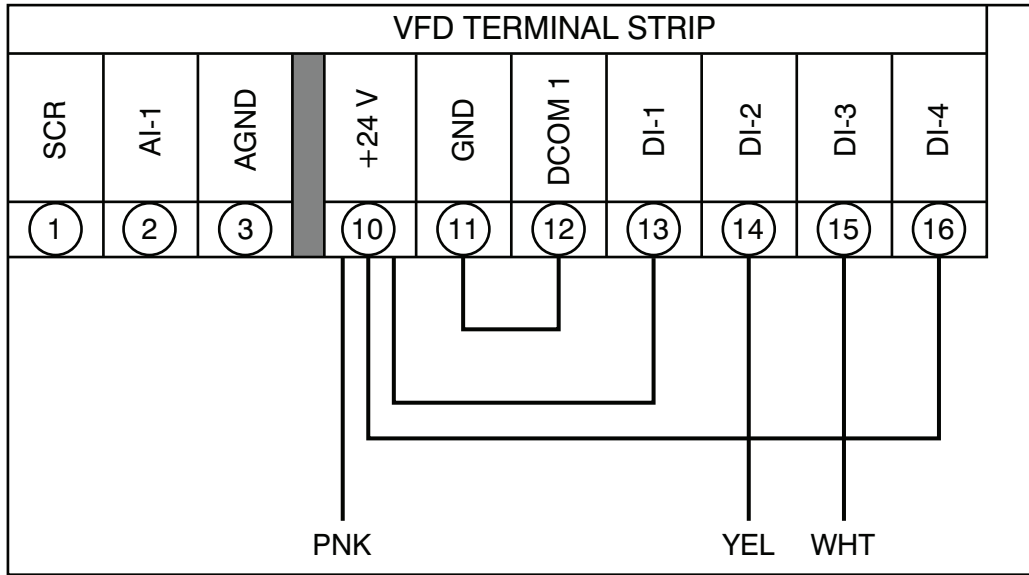 VFD TERMINAL STRIP
SCR
AI-1
AGND
+24 V
GND
DCOM 1
DI-1
DI-2
DI-3
DI-4
1
2
3
10
11
12
13
14
15
16
PNK
YEL
WHT